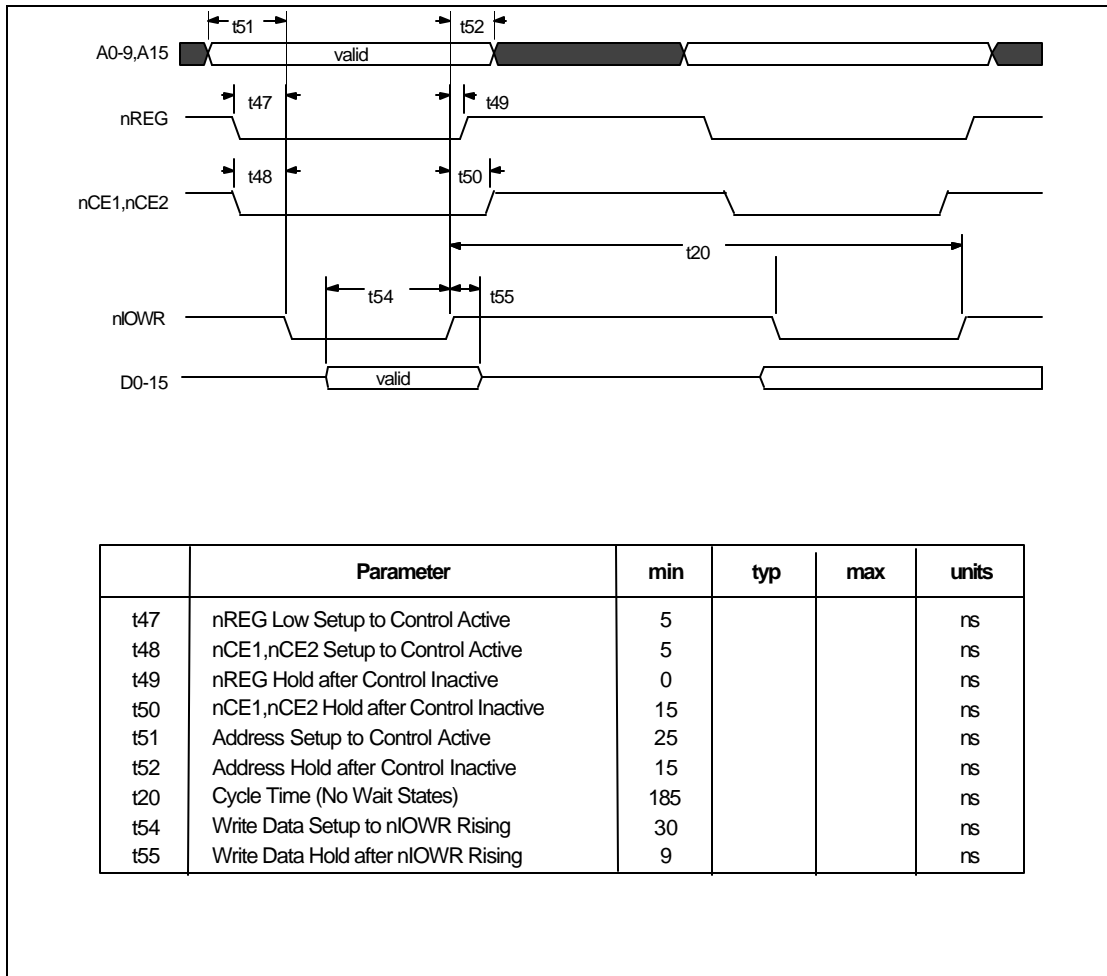 t51
t52
A0-9,A15
valid
t47
t49
nREG
t48
t50
nCE1,nCE2
t20
t54
t55
nIOWR
D0-15
valid
Parameter min typ max units
t47 nREG Low Setup to Control Active 5 ns
t48 nCE1,nCE2 Setup to Control Active 5 ns
t49 nREG Hold after Control Inactive 0 ns
t50 nCE1,nCE2 Hold after Control Inactive 15 ns
t51 Address Setup to Control Active 25 ns
t52 Address Hold after Control Inactive 15 ns
t20 Cycle Time (No Wait States) 185 ns
t54 Write Data Setup to nIOWR Rising 30 ns
t55 Write Data Hold after nIOWR Rising 9 ns